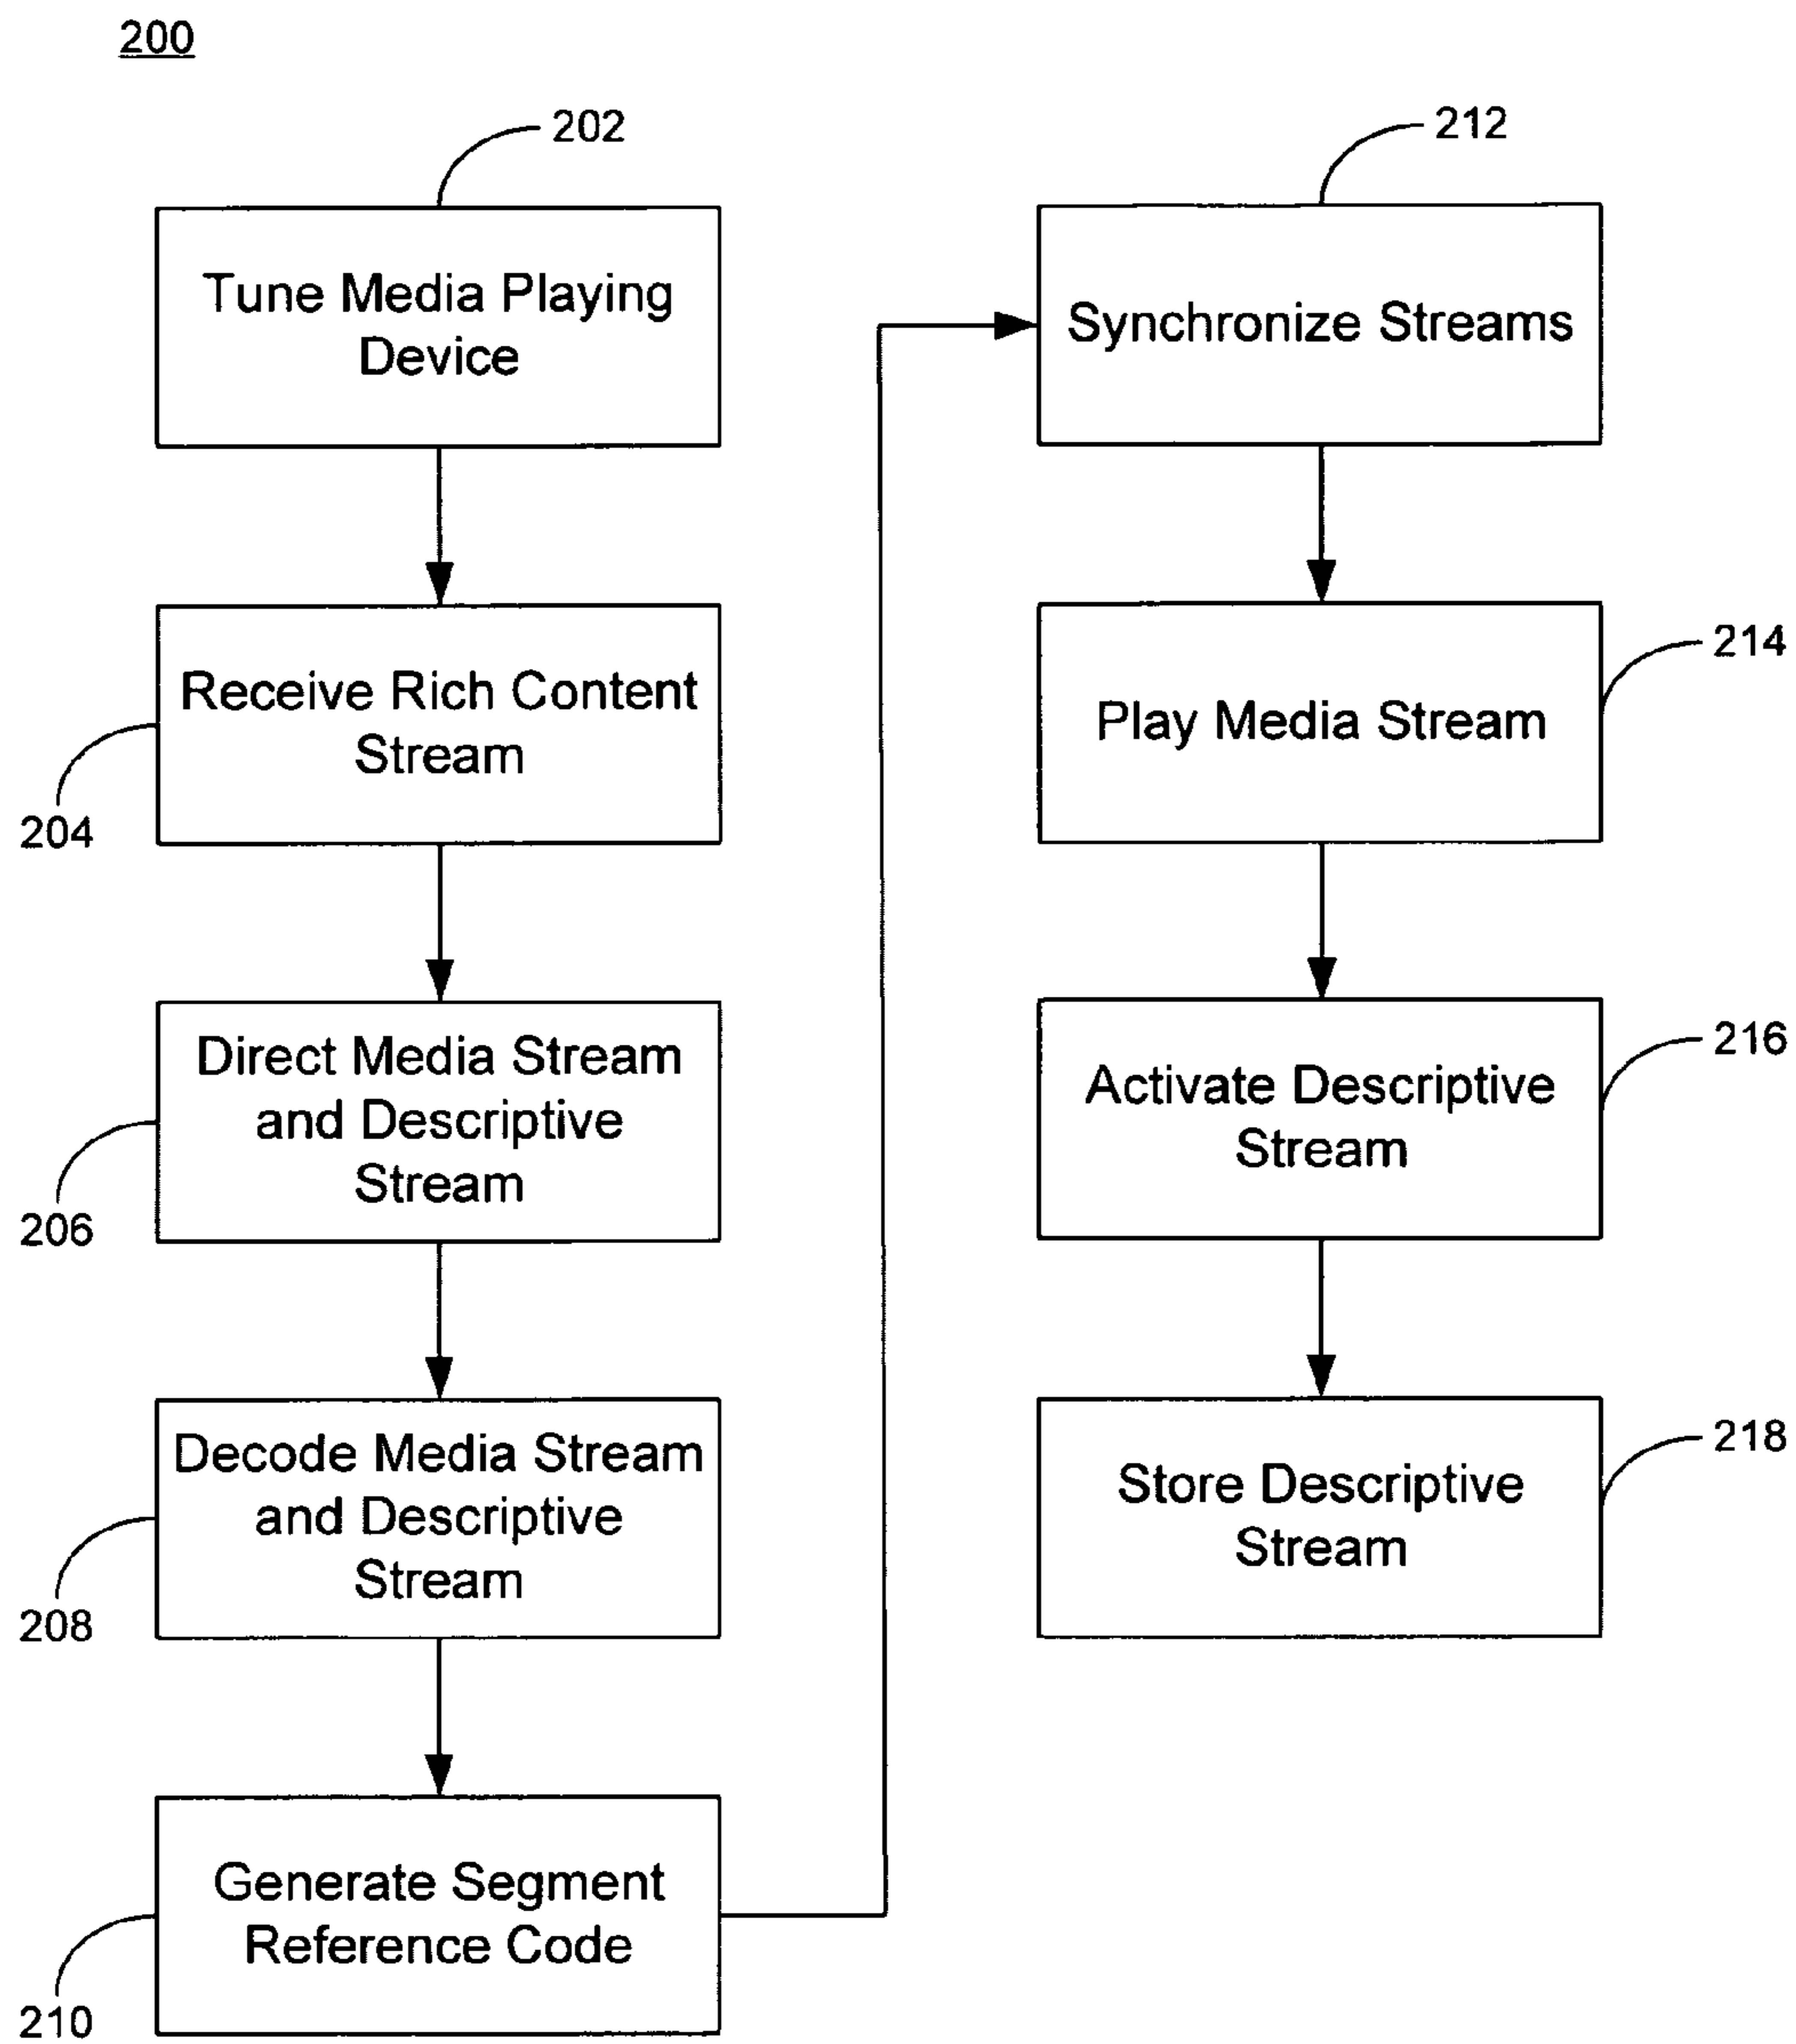 200
202
Tune Media Playing
Device
Receive Rich Content
Stream
204
Direct Media Stream
and Descriptive
Stream
206
Decode Media Stream
and Descriptive
Stream
208
Generate Segment
Reference Code
210
212
Synchronize Streams
214
Play Media Stream
216
Activate Descriptive
Stream
218
Store Descriptive
Stream